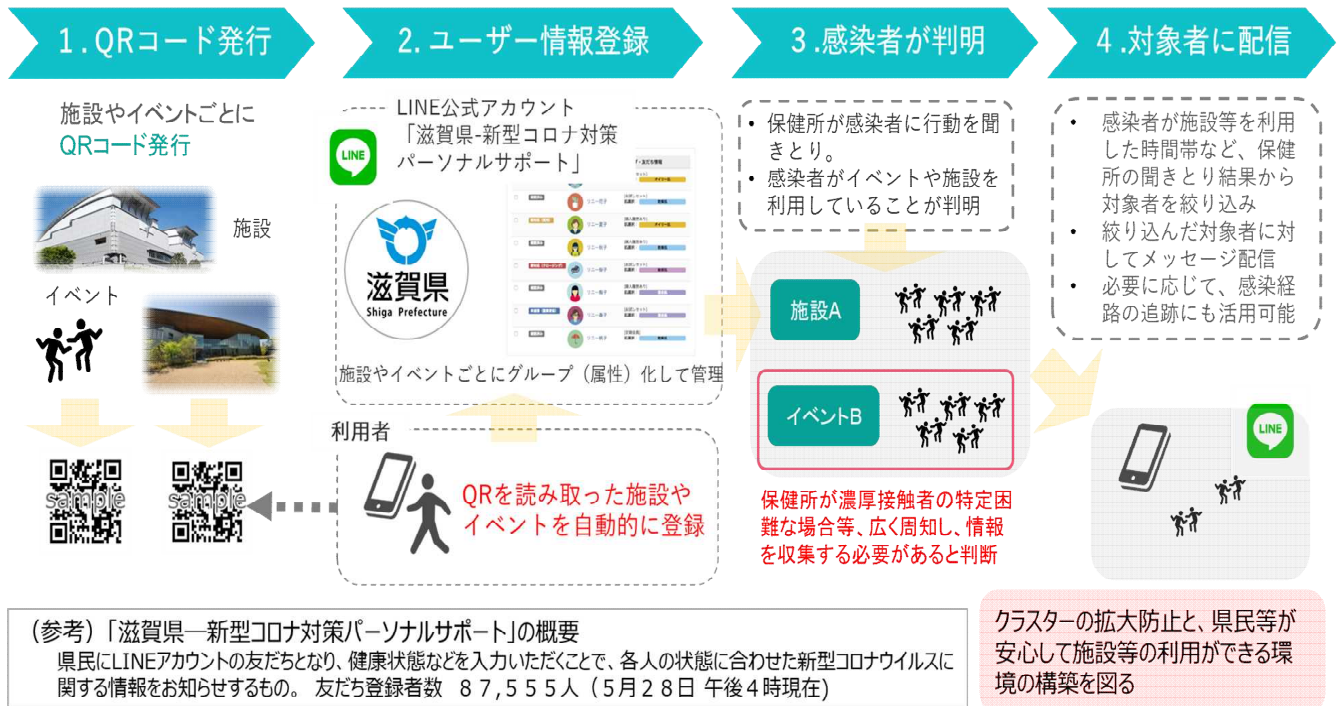 1.QRコード発行
2.ユーザー情報登録
3.感染者が判明
4.対象者に配信
施設やイベントごとに
QRコード発行
施設
イベント
sample
sample
LINE公式アカウント
「滋賀県-新型コロナ対策
パーソナルサポート」
LINE
滋賀県
Shiga Prefecture
施設やイベントごとにグループ（属性）化して管理
利用者
QRを読み取った施設や
イベントを自動的に登録
• 保健所が感染者に行動を聞
きとり。
• 感染者がイベントや施設を
利用していることが判明
施設A
イベントB
保健所が濃厚接触者の特定困
難な場合等、広く周知し、情報
を収集する必要があると判断
• 感染者が施設等を利用
した時間帯など、保健
所の聞きとり結果から
対象者を絞り込み
• 絞り込んだ対象者に対
してメッセージ配信
• 必要に応じて、感染経
路の追跡にも活用可能
LINE
（参考）「滋賀県―新型コロナ対策パーソナルサポート」の概要
県民にLINEアカウントの友だちとなり、健康状態などを入力いただくことで、各人の状態に合わせた新型コロナウイルスに
関する情報をお知らせするもの。 友だち登録者数 ８７,５５５人（５月２８日 午後４時現在)
クラスターの拡大防止と、県民等が
安心して施設等の利用ができる環
境の構築を図る